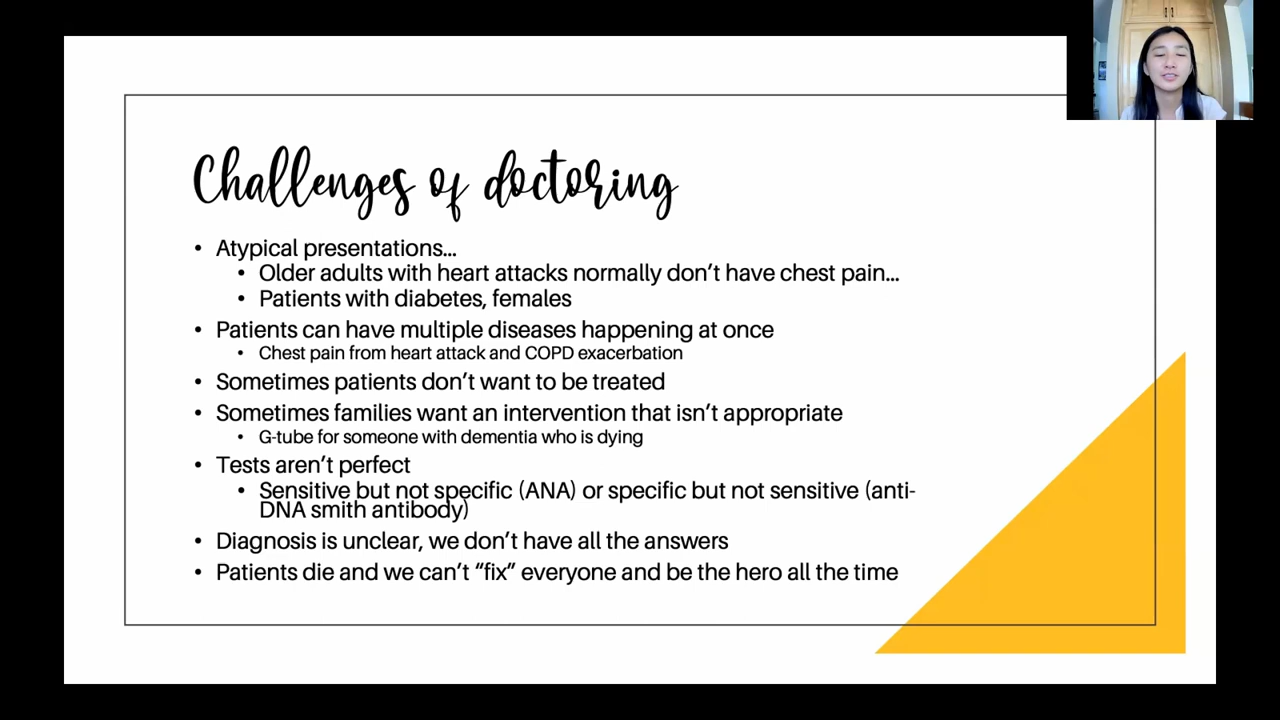 Challenges of doctoring
• Atypical presentations...
• Older adults with heart attacks normally don't have chest pain...
• Patients with diabetes, females
• Patients can have multiple diseases happening at once
• Chest pain from heart attack and COPD exacerbation
• Sometimes patients don't want to be treated
• Sometimes families want an intervention that isn't appropriate
• G-tube for someone with dementia who is dying
• Tests aren't perfect
• Sensitive but not specific (ANA) or specific but not sensitive (anti-
DNA smith antibody)
• Diagnosis is unclear, we don't have all the answers
• Patients die and we can't “fix” everyone and be the hero all the time